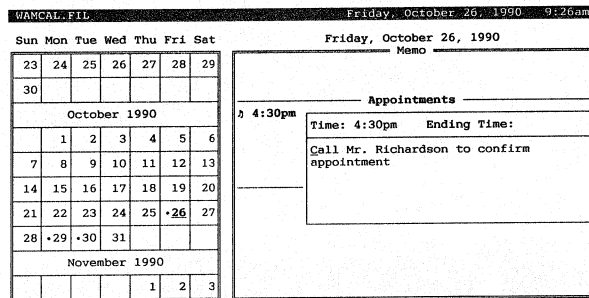 WAMCAL.FIL Friday, October 26, 1990 9:26am
Sun Mon Tue Wed Thu Fri Sat
23 24 25 26 27 28 29
30
October 1990
1 2 3 4 5 6
7 8 9 10 11 12 13
14 15 16 17 18 19 20
21 22 23 24 25 •26 27
28 •29 •30 31
November 1990
1 2 3
Friday, October 26, 1990
Memo
Appointments
♫ 4:30pm
Time: 4:30pm Ending Time:
Call Mr. Richardson to confirm
appointment